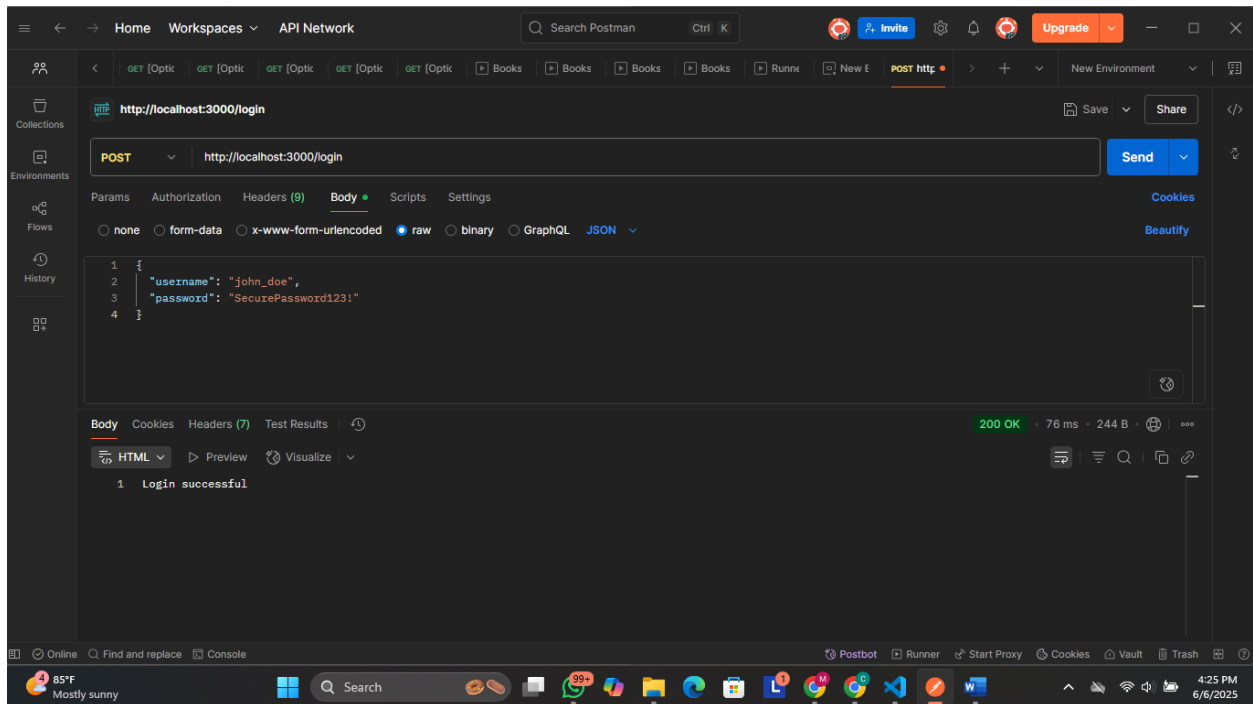 Home Workspaces API Network Search Postman Ctrl K Invite Upgrade
GET [Optic GET [Optic GET [Optic GET [Optic GET [Optic Books Books Books Books Runne New E POST http New Environment
Collections
Environments
Flows
History
HTTP http://localhost:3000/login Save Share
POST http://localhost:3000/login Send
Params Authorization Headers (9) Body Scripts Settings Cookies
none form-data x-www-form-urlencoded raw binary GraphQL JSON Beautify
1 {
2 "username": "john_doe",
3 "password": "SecurePassword123!"
4 }
Body Cookies Headers (7) Test Results 200 OK 76 ms 244 B
HTML Preview Visualize
1 Login successful
Online Find and replace Console Postbot Runner Start Proxy Cookies Vault Trash
4 85°F
Mostly sunny
Search
99+
L 1
M
C
W
4:25 PM
6/6/2025